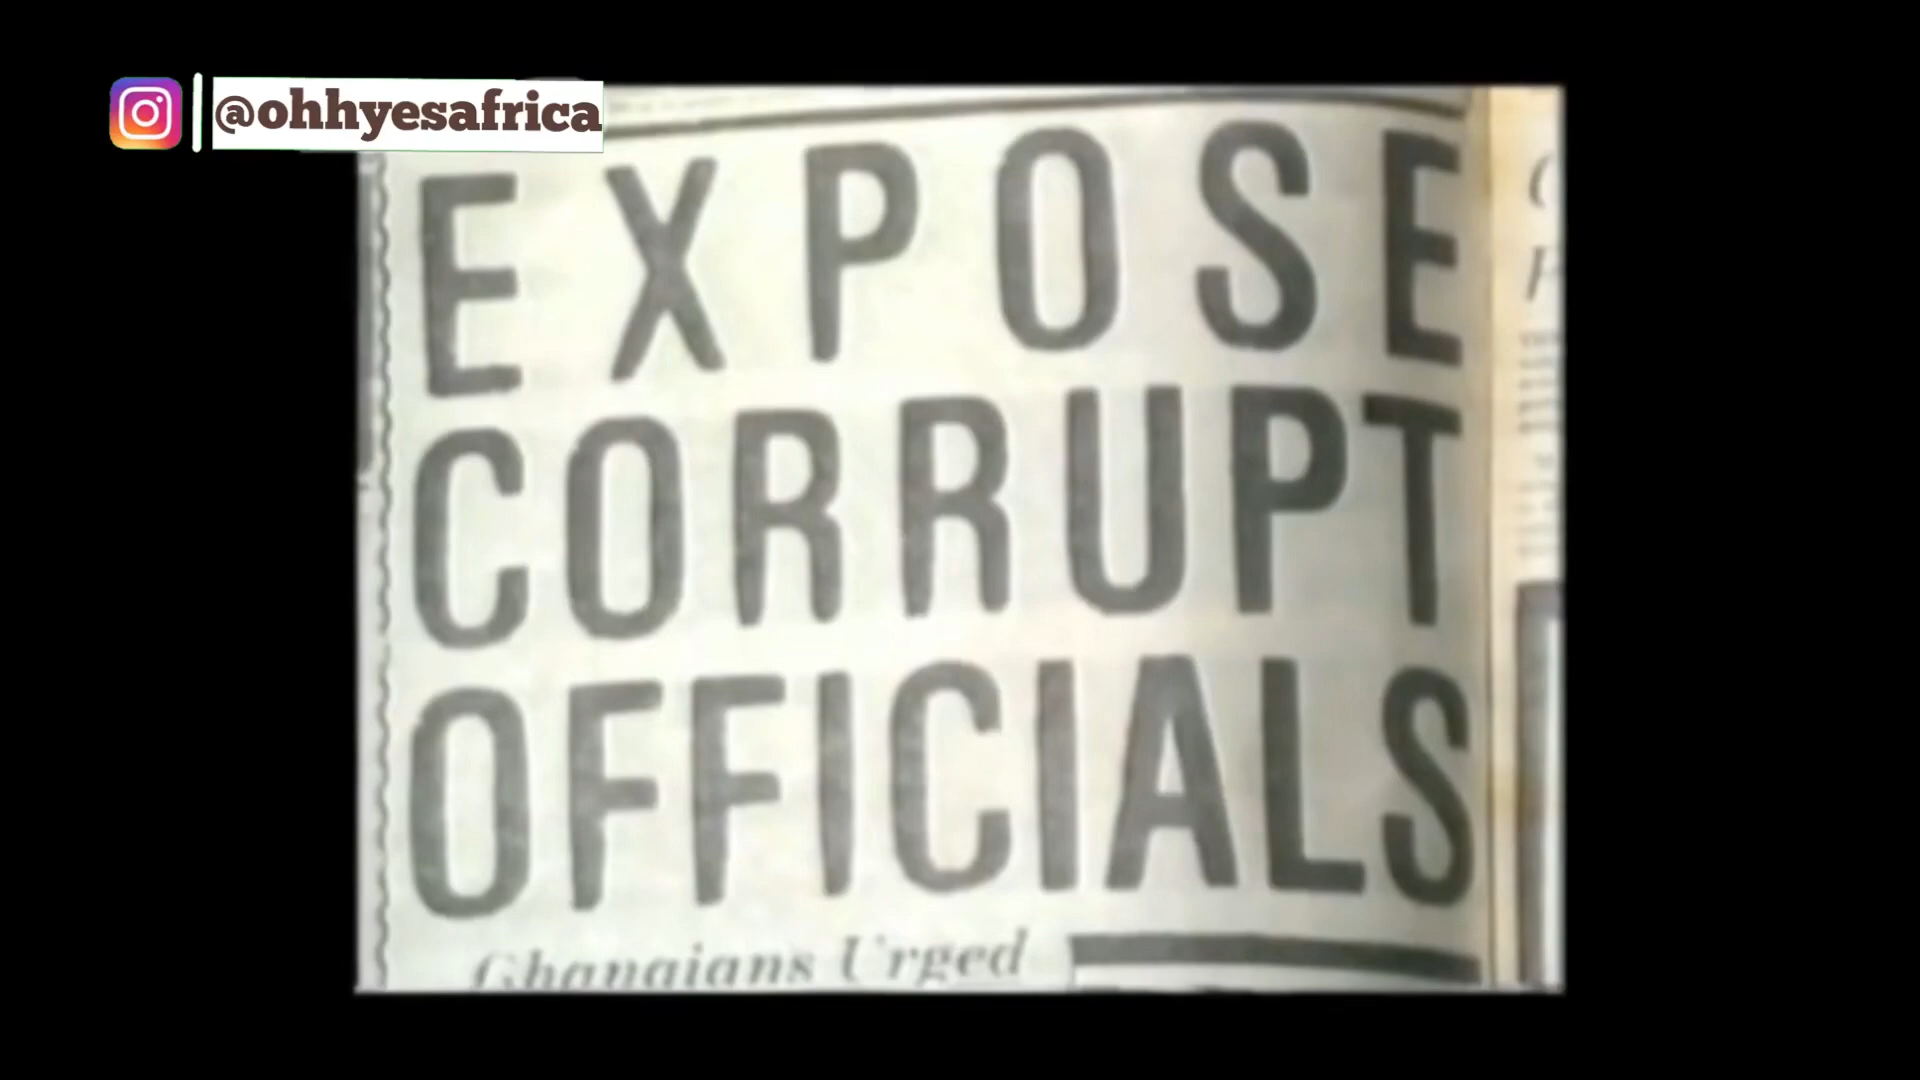 @ohhyesafrica
EXPOSE
CORRUPT
OFFICIALS
Ghanaians Urged